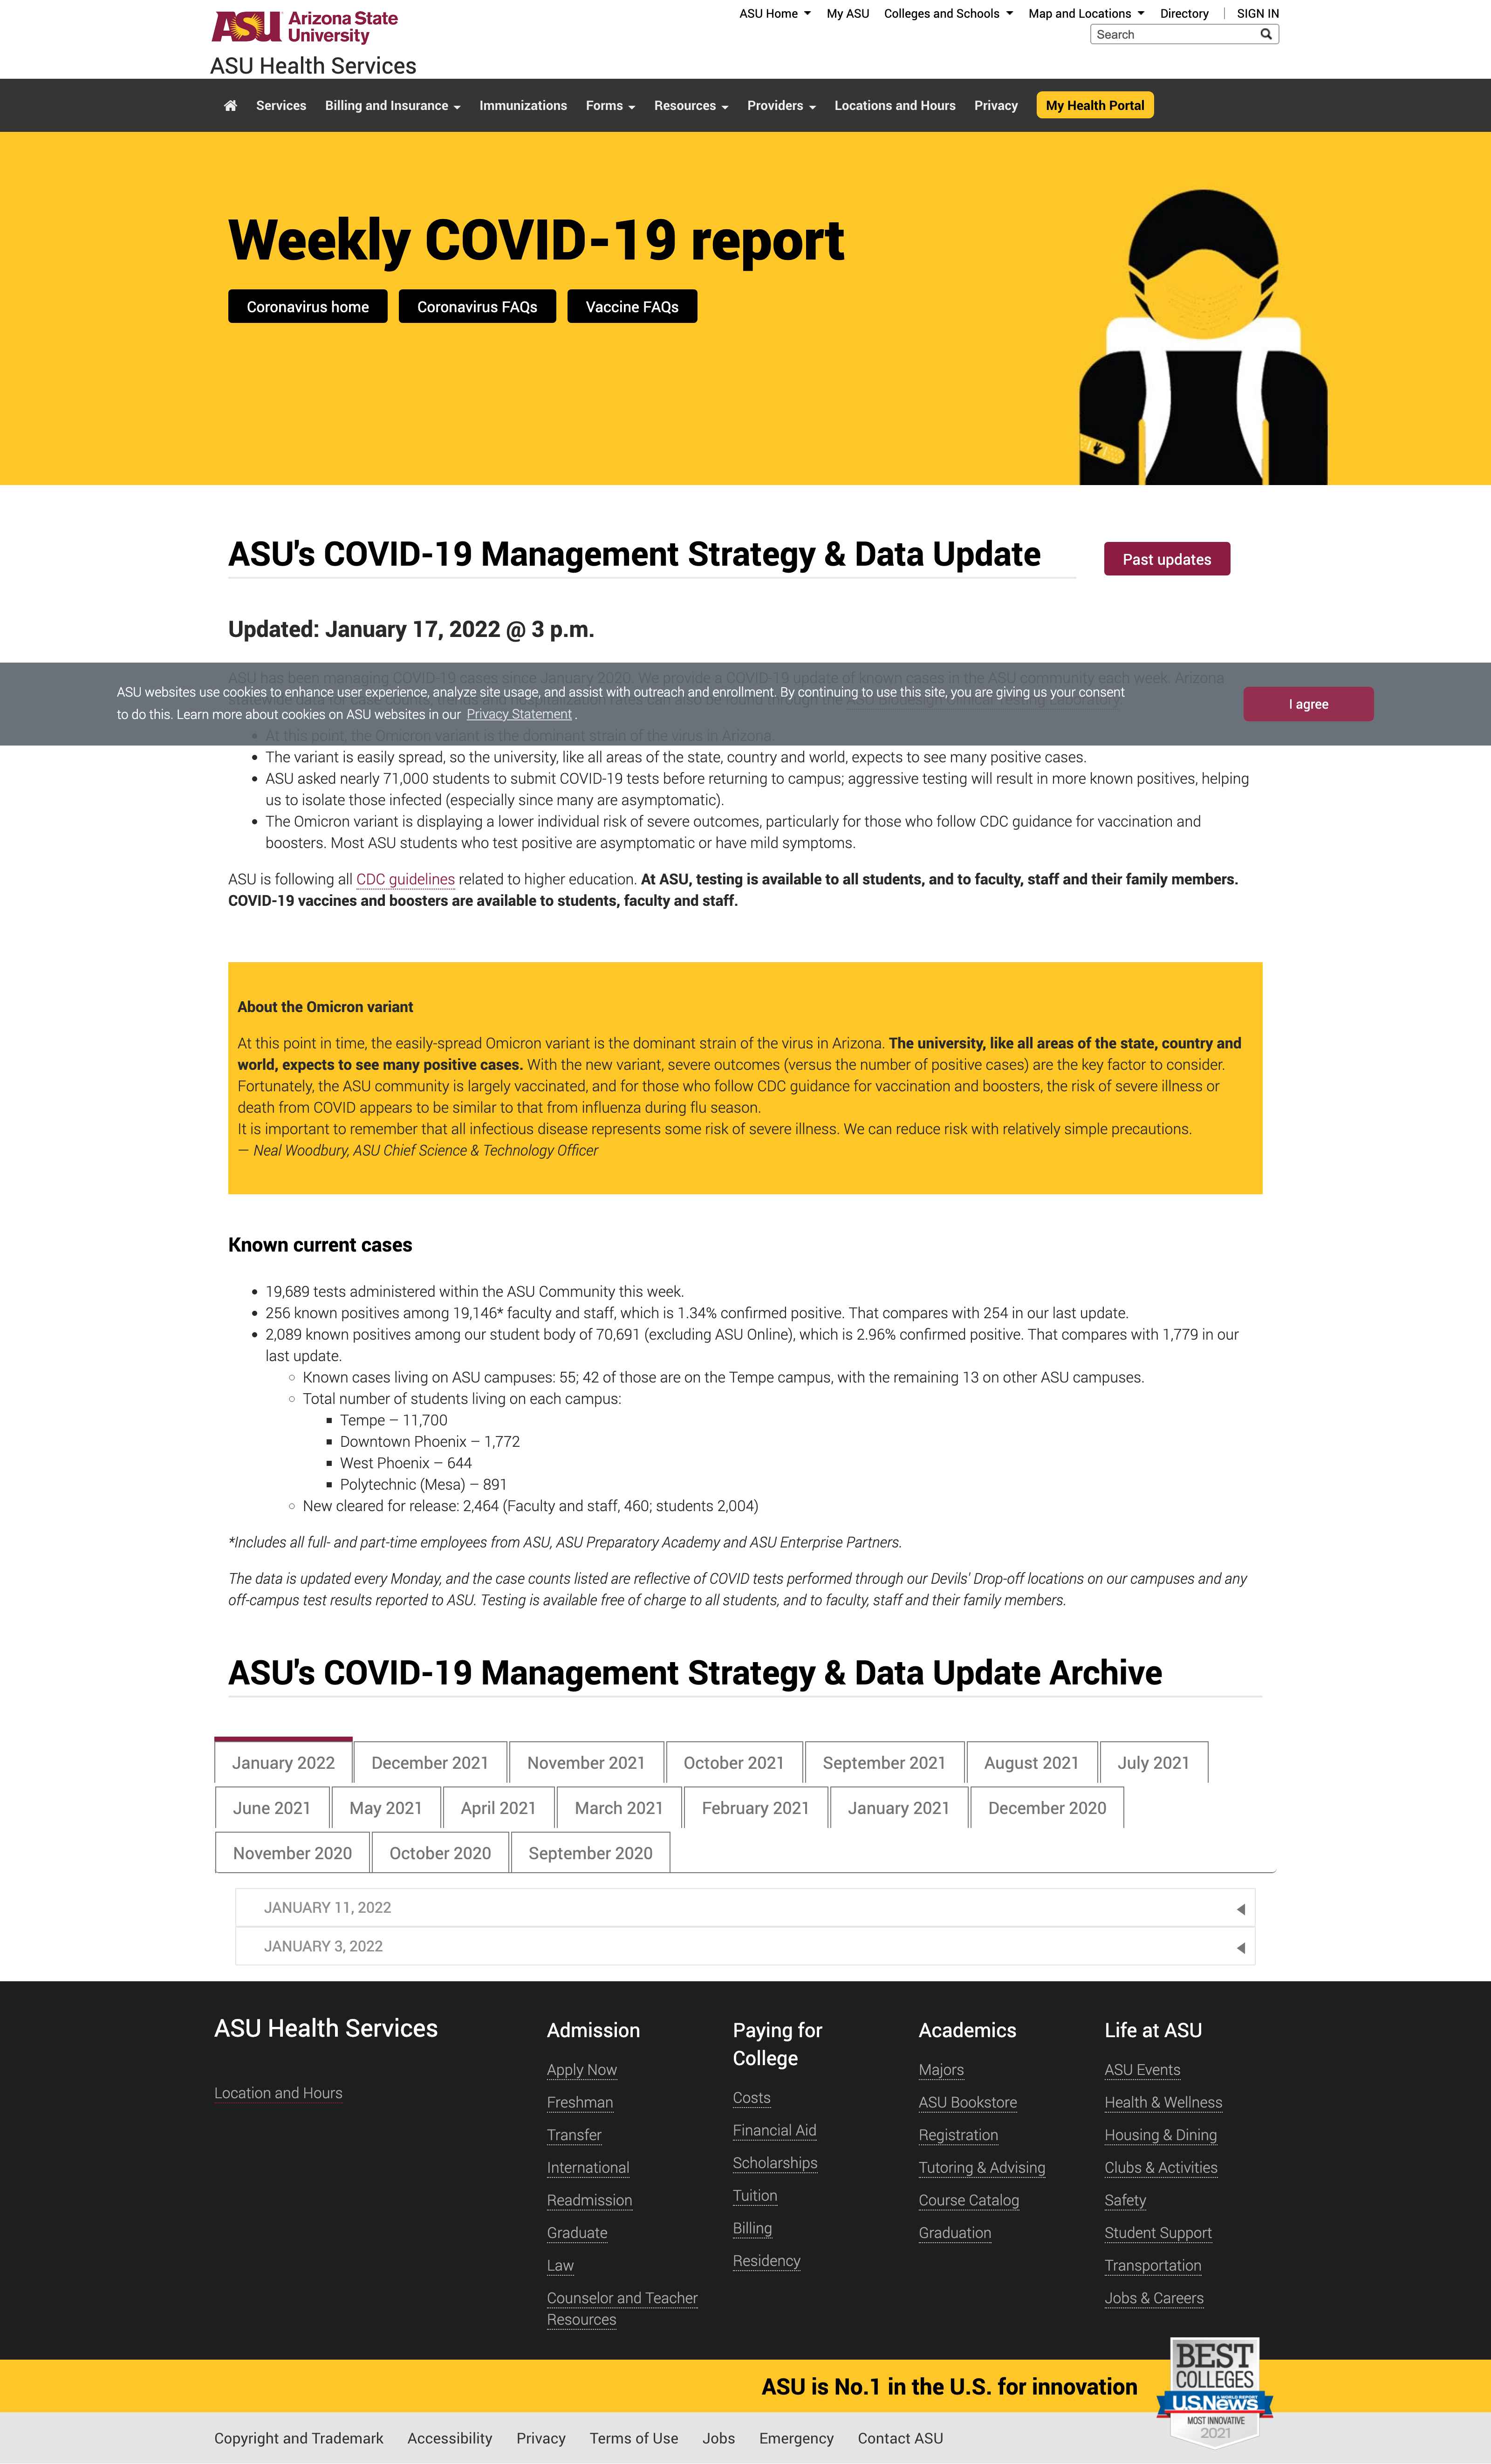 ASU Arizona State University
ASU Home
My ASU
Colleges and Schools
Map and Locations
Directory
SIGN IN
Search
ASU Health Services
Services
Billing and Insurance
Immunizations
Forms
Resources
Providers
Locations and Hours
Privacy
My Health Portal
Weekly COVID-19 report
Coronavirus home
Coronavirus FAQs
Vaccine FAQs
ASU's COVID-19 Management Strategy & Data Update
Past updates
Updated: January 17, 2022 @ 3 p.m.
ASU has been managing COVID-19 cases since January 2020. We provide a COVID-19 update of known cases in the ASU community each week. Arizona
ASU websites use cookies to enhance user experience, analyze site usage, and assist with outreach and enrollment. By continuing to use this site, you are giving us your consent
to do this. Learn more about cookies on ASU websites in our Privacy Statement .
I agree
• At this point, the Omicron variant is the dominant strain of the virus in Arizona.
• The variant is easily spread, so the university, like all areas of the state, country and world, expects to see many positive cases.
• ASU asked nearly 71,000 students to submit COVID-19 tests before returning to campus; aggressive testing will result in more known positives, helping
us to isolate those infected (especially since many are asymptomatic).
• The Omicron variant is displaying a lower individual risk of severe outcomes, particularly for those who follow CDC guidance for vaccination and
boosters. Most ASU students who test positive are asymptomatic or have mild symptoms.
ASU is following all CDC guidelines related to higher education. At ASU, testing is available to all students, and to faculty, staff and their family members.
COVID-19 vaccines and boosters are available to students, faculty and staff.
About the Omicron variant
At this point in time, the easily-spread Omicron variant is the dominant strain of the virus in Arizona. The university, like all areas of the state, country and
world, expects to see many positive cases. With the new variant, severe outcomes (versus the number of positive cases) are the key factor to consider.
Fortunately, the ASU community is largely vaccinated, and for those who follow CDC guidance for vaccination and boosters, the risk of severe illness or
death from COVID appears to be similar to that from influenza during flu season.
It is important to remember that all infectious disease represents some risk of severe illness. We can reduce risk with relatively simple precautions.
— Neal Woodbury, ASU Chief Science & Technology Officer
Known current cases
• 19,689 tests administered within the ASU Community this week.
• 256 known positives among 19,146* faculty and staff, which is 1.34% confirmed positive. That compares with 254 in our last update.
• 2,089 known positives among our student body of 70,691 (excluding ASU Online), which is 2.96% confirmed positive. That compares with 1,779 in our
last update.
○ Known cases living on ASU campuses: 55; 42 of those are on the Tempe campus, with the remaining 13 on other ASU campuses.
○ Total number of students living on each campus:
▪ Tempe – 11,700
▪ Downtown Phoenix – 1,772
▪ West Phoenix – 644
▪ Polytechnic (Mesa) – 891
○ New cleared for release: 2,464 (Faculty and staff, 460; students 2,004)
*Includes all full- and part-time employees from ASU, ASU Preparatory Academy and ASU Enterprise Partners.
The data is updated every Monday, and the case counts listed are reflective of COVID tests performed through our Devils' Drop-off locations on our campuses and any
off-campus test results reported to ASU. Testing is available free of charge to all students, and to faculty, staff and their family members.
ASU's COVID-19 Management Strategy & Data Update Archive
January 2022
December 2021
November 2021
October 2021
September 2021
August 2021
July 2021
June 2021
May 2021
April 2021
March 2021
February 2021
January 2021
December 2020
November 2020
October 2020
September 2020
JANUARY 11, 2022
JANUARY 3, 2022
ASU Health Services
Location and Hours
Admission
Apply Now
Freshman
Transfer
International
Readmission
Graduate
Law
Counselor and Teacher
Resources
Paying for
College
Costs
Financial Aid
Scholarships
Tuition
Billing
Residency
Academics
Majors
ASU Bookstore
Registration
Tutoring & Advising
Course Catalog
Graduation
Life at ASU
ASU Events
Health & Wellness
Housing & Dining
Clubs & Activities
Safety
Student Support
Transportation
Jobs & Careers
ASU is No.1 in the U.S. for innovation
BEST
COLLEGES
U.S.News
& WORLD REPORT
MOST INNOVATIVE
2021
Copyright and Trademark
Accessibility
Privacy
Terms of Use
Jobs
Emergency
Contact ASU